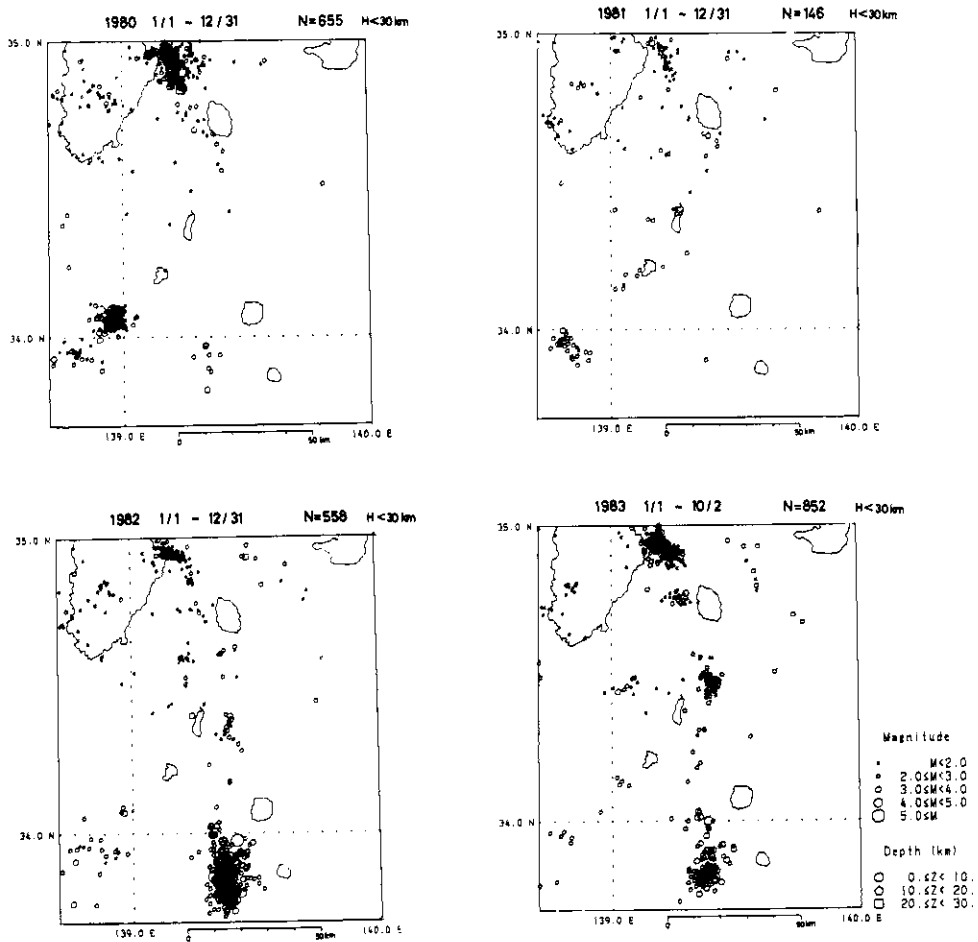 1980 1/1 ~ 12/31 N=655 H<30km
35.0 N
34.0 N
139.0 E
140.0 E
0
50km
1981 1/1 ~ 12/31 N=146 H<30km
35.0 N
34.0 N
139.0 E
140.0 E
0
50km
1982 1/1 ~ 12/31 N=558 H<30km
35.0 N
34.0 N
139.0 E
140.0 E
0
50km
1983 1/1 ~ 10/2 N=852 H<30km
35.0 N
34.0 N
139.0 E
140.0 E
0
50km
Magnitude
M<2.0
2.0≤M<3.0
3.0≤M<4.0
4.0≤M<5.0
5.0≤M
Depth (km)
0.≤Z< 10.
10.≤Z< 20.
20.≤Z< 30.